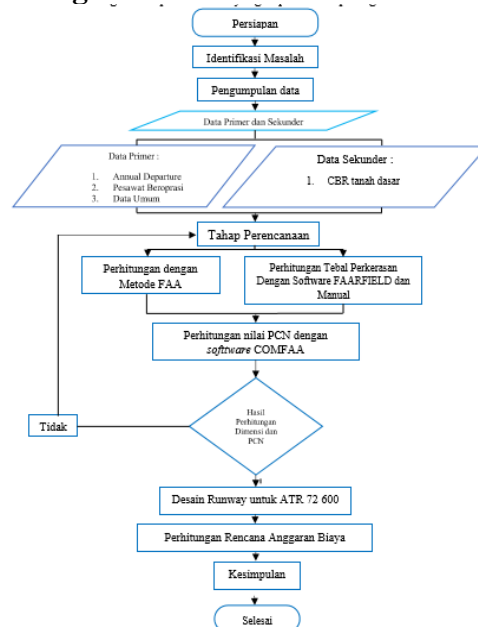 Persiapan
Identifikasi Masalah
Pengumpulan data
Data Primer dan Sekunder
Data Primer :
1. Annual Departure
2. Pesawat Beroprasi
3. Data Umum
Data Sekunder :
1. CBR tanah dasar
Tahap Perencanaan
Perhitungan dengan
Metode FAA
Perhitungan Tebal Perkerasan
Dengan Software FAARFIELD dan
Manual
Perhitungan nilai PCN dengan
softtware COMFAA
Hasil
Perhitungan
Dimensi dan
PCN
Tidak
Desain Runway untuk ATR 72 600
Perhitungan Rencana Anggaran Biaya
Kesimpulan
Selesai